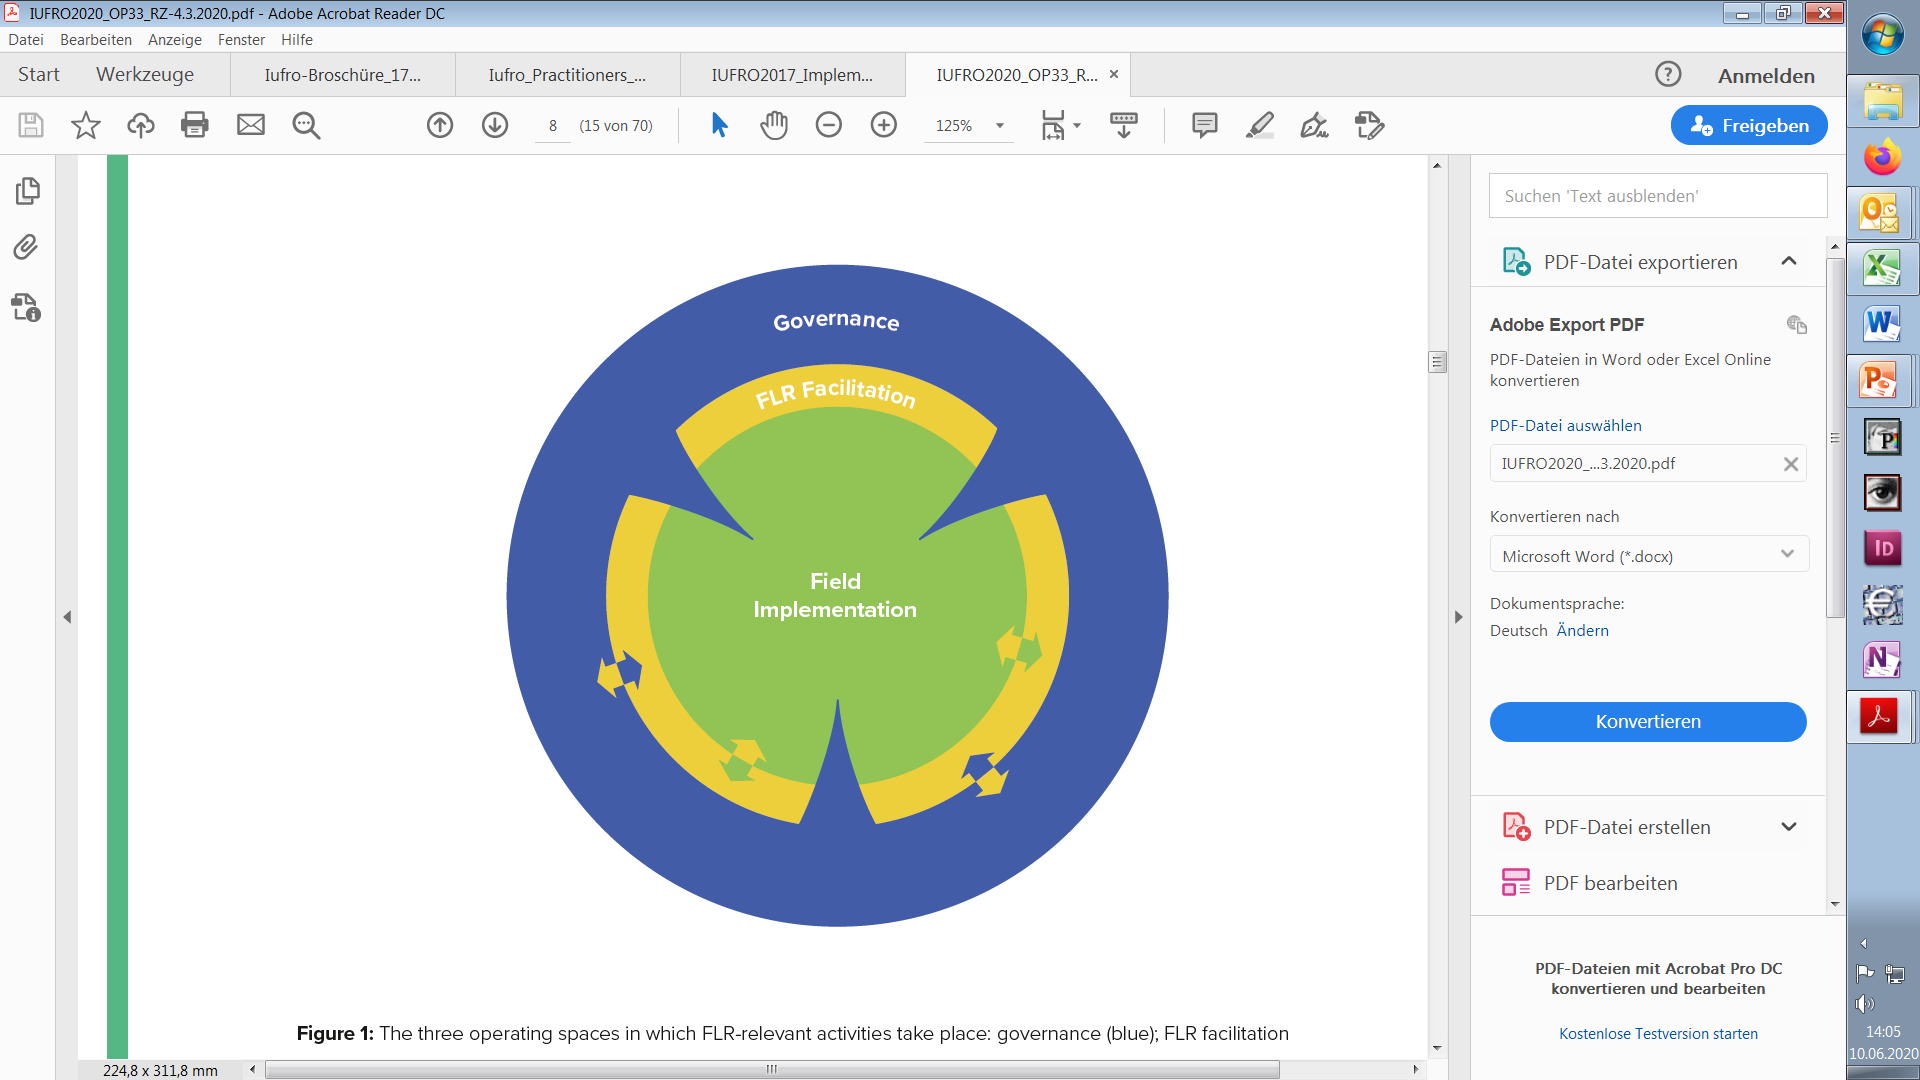 IUFRO2020_OP33_RZ-4.3.2020.pdf - Adobe Acrobat Reader DC
Datei Bearbeiten Anzeige Fenster Hilfe
Start Werkzeuge Iufro-Broschüre_17... Iufro_Practitioners_... IUFRO2017_Implem... IUFRO2020_OP33_R... Anmelden
8 (15 von 70) 125% Freigeben
Governance
FLR Facilitation
Field
Implementation
Figure 1: The three operating spaces in which FLR-relevant activities take place: governance (blue); FLR facilitation
224,8 x 311,8 mm
Suchen 'Text ausblenden'
PDF-Datei exportieren
Adobe Export PDF
PDF-Dateien in Word oder Excel Online
konvertieren
PDF-Datei auswählen
IUFRO2020_...3.2020.pdf
Konvertieren nach
Microsoft Word (*.docx)
Dokumentsprache:
Deutsch Ändern
Konvertieren
PDF-Datei erstellen
PDF bearbeiten
PDF-Dateien mit Acrobat Pro DC
konvertieren und bearbeiten
Kostenlose Testversion starten
14:05
10.06.2020